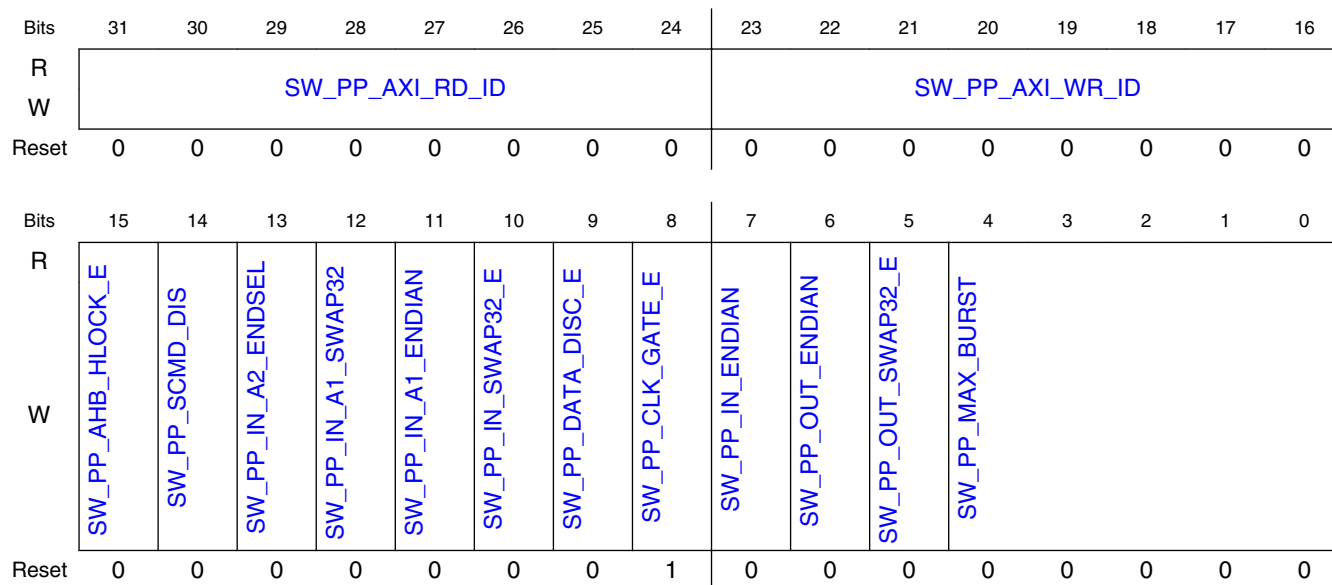 Bits 31 30 29 28 27 26 25 24 23 22 21 20 19 18 17 16
R
SW_PP_AXI_RD_ID SW_PP_AXI_WR_ID
W
Reset 0 0 0 0 0 0 0 0 0 0 0 0 0 0 0 0
Bits 15 14 13 12 11 10 9 8 7 6 5 4 3 2 1 0
R
W
SW_PP_AHB_HLOCK_E
SW_PP_SCMD_DIS
SW_PP_IN_A2_ENDSEL
SW_PP_IN_A1_SWAP32
SW_PP_IN_A1_ENDIAN
SW_PP_IN_SWAP32_E
SW_PP_DATA_DISC_E
SW_PP_CLK_GATE_E
SW_PP_IN_ENDIAN
SW_PP_OUT_ENDIAN
SW_PP_OUT_SWAP32_E
SW_PP_MAX_BURST
Reset 0 0 0 0 0 0 0 1 0 0 0 0 0 0 0 0